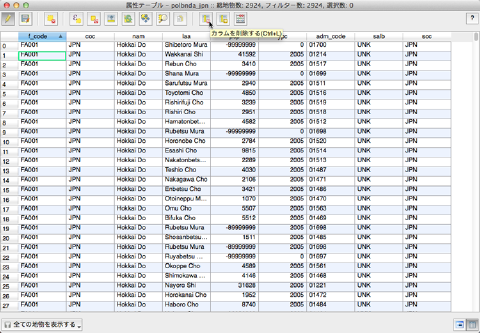 属性テーブル - polbnda_jpn :: 総地物数: 2924, フィルター数: 2924, 選択数: 0
カラムを削除する(Ctrl+L)
f_code coc nam laa adm_code salb soc
0 FA001 JPN Hokkai Do Shibetoro Mura -99999999 0 01700 UNK JPN
1 FA001 JPN Hokkai Do Wakkanai Shi 41592 2005 01214 UNK JPN
2 FA001 JPN Hokkai Do Rebun Cho 3410 2005 01517 UNK JPN
3 FA001 JPN Hokkai Do Shana Mura -99999999 0 01699 UNK JPN
4 FA001 JPN Hokkai Do Sarufutsu Mura 2940 2005 01511 UNK JPN
5 FA001 JPN Hokkai Do Toyotomi Cho 4850 2005 01516 UNK JPN
6 FA001 JPN Hokkai Do Rishirifuji Cho 3239 2005 01519 UNK JPN
7 FA001 JPN Hokkai Do Rishiri Cho 2951 2005 01518 UNK JPN
8 FA001 JPN Hokkai Do Hamatonbet... 4582 2005 01512 UNK JPN
9 FA001 JPN Hokkai Do Rubetsu Mura -99999999 0 01698 UNK JPN
10 FA001 JPN Hokkai Do Horonobe Cho 2784 2005 01520 UNK JPN
11 FA001 JPN Hokkai Do Esashi Cho 9815 2005 01514 UNK JPN
12 FA001 JPN Hokkai Do Nakatonbets... 2289 2005 01513 UNK JPN
13 FA001 JPN Hokkai Do Teshio Cho 4030 2005 01487 UNK JPN
14 FA001 JPN Hokkai Do Nakagawa Cho 2106 2005 01471 UNK JPN
15 FA001 JPN Hokkai Do Enbetsu Cho 3421 2005 01486 UNK JPN
16 FA001 JPN Hokkai Do Otoineppu M... 1070 2005 01470 UNK JPN
17 FA001 JPN Hokkai Do Omu Cho 5507 2005 01563 UNK JPN
18 FA001 JPN Hokkai Do Bifuka Cho 5512 2005 01469 UNK JPN
19 FA001 JPN Hokkai Do Rubetsu Mura -99999999 0 01698 UNK JPN
20 FA001 JPN Hokkai Do Shosanbetsu... 1511 2005 01485 UNK JPN
21 FA001 JPN Hokkai Do Rubetsu Mura -99999999 0 01698 UNK JPN
22 FA001 JPN Hokkai Do Ruyabetsu ... -99999999 0 01697 UNK JPN
23 FA001 JPN Hokkai Do Okoppe Cho 4589 2005 01561 UNK JPN
24 FA001 JPN Hokkai Do Shimokawa ... 4146 2005 01468 UNK JPN
25 FA001 JPN Hokkai Do Nayoro Shi 31628 2005 01221 UNK JPN
26 FA001 JPN Hokkai Do Horokanai Cho 1952 2005 01472 UNK JPN
27 FA001 JPN Hokkai Do Haboro Cho 8740 2005 01484 UNK JPN
全ての地物を表示する